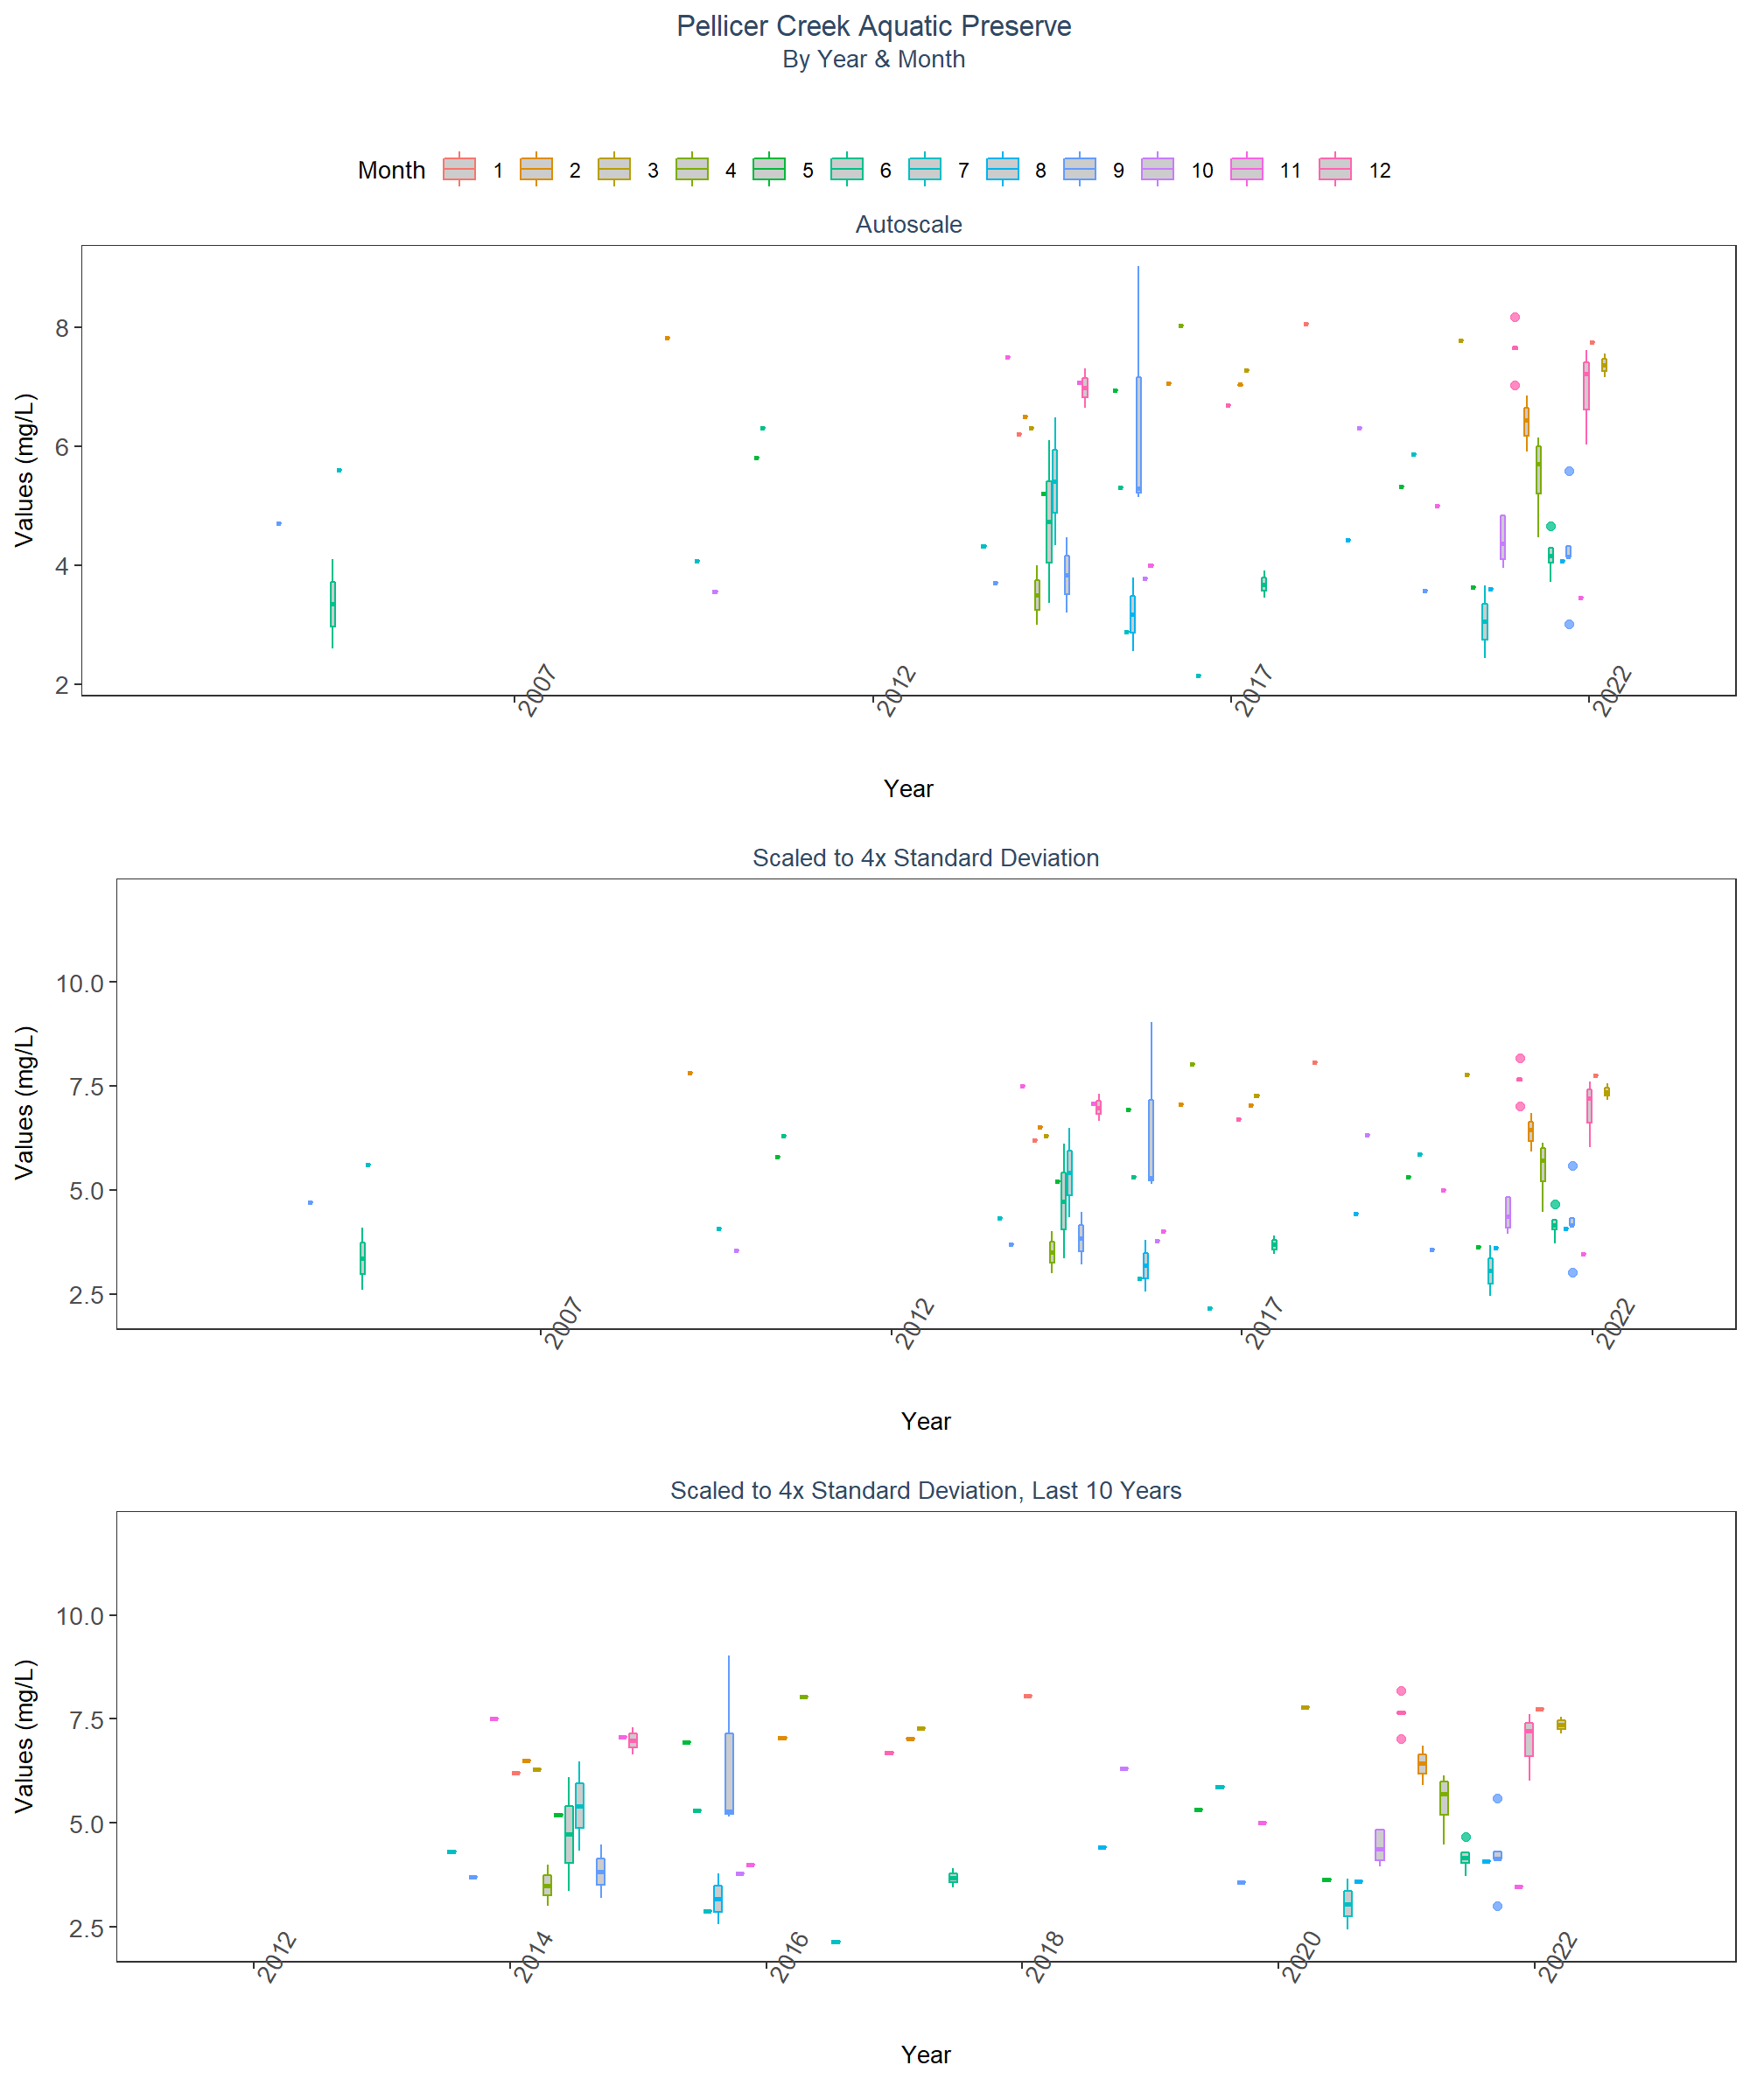 Pellicer Creek Aquatic Preserve
By Year & Month
Month 1 2 3 4 5 6 7 8 9 10 11 12
Autoscale
Values (mg/L)
8
6
4
2
2007 2012 2017 2022
Year
Scaled to 4x Standard Deviation
Values (mg/L)
10.0
7.5
5.0
2.5
2007 2012 2017 2022
Year
Scaled to 4x Standard Deviation, Last 10 Years
Values (mg/L)
10.0
7.5
5.0
2.5
2012 2014 2016 2018 2020 2022
Year